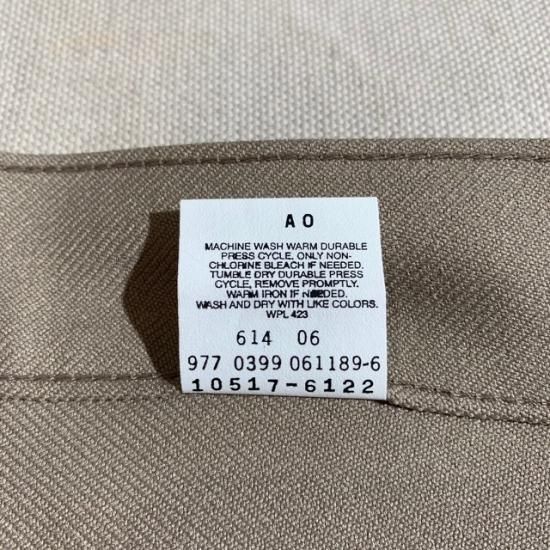 A O
MACHINE WASH WARM DURABLE
PRESS CYCLE, ONLY NON-
CHLORINE BLEACH IF NEEDED.
TUMBLE DRY DURABLE PRESS
CYCLE, REMOVE PROMPTLY.
WARM IRON IF NEEDED.
WASH AND DRY WITH LIKE COLORS.
WPL 423
614 06
977 0399 061189-6
10517-6122